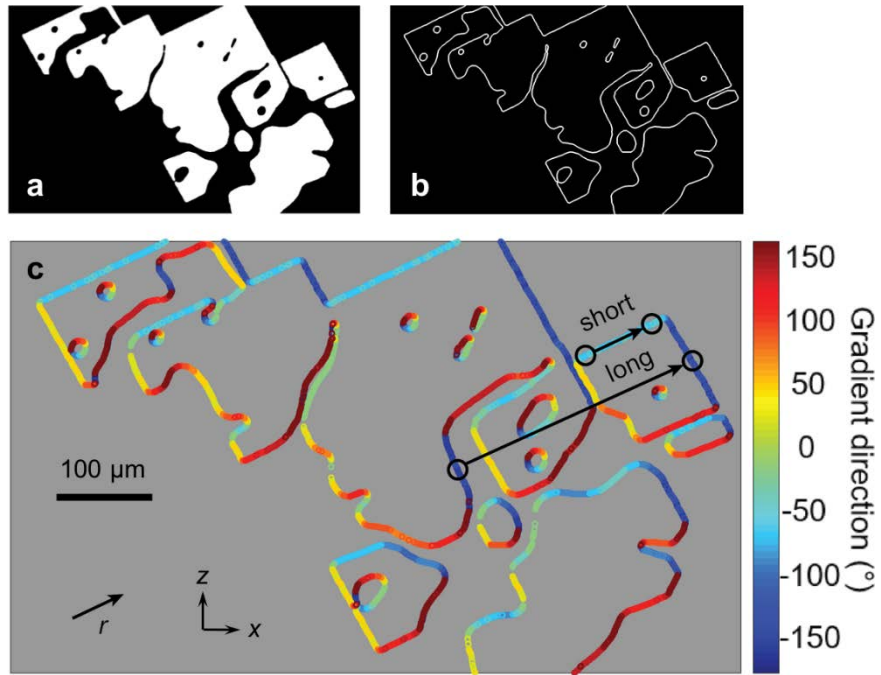 a
b
c
short
long
100 μm
r
z
x
150
100
50
0
-50
-100
-150
Gradient direction (°)